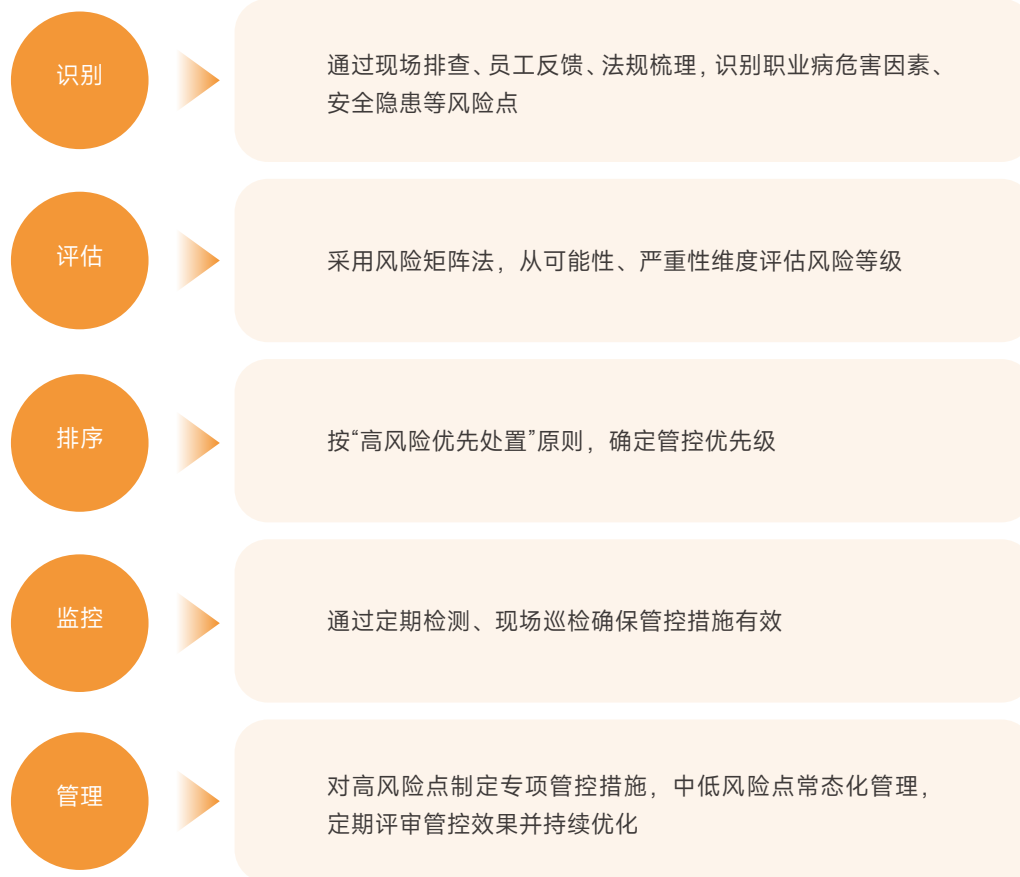 识别
通过现场排查、员工反馈、法规梳理，识别职业病危害因素、
安全隐患等风险点
评估
采用风险矩阵法，从可能性、严重性维度评估风险等级
排序
按“高风险优先处置”原则，确定管控优先级
监控
通过定期检测、现场巡检确保管控措施有效
管理
对高风险点制定专项管控措施，中低风险点常态化管理，
定期评审管控效果并持续优化